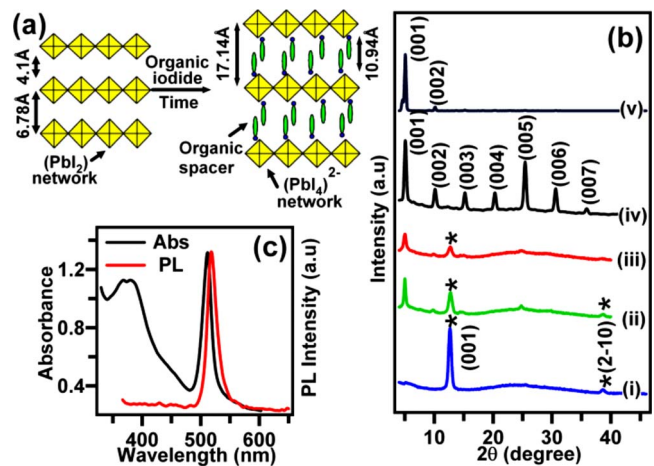 (a)
4.1Å
6.78Å
(PbI2)
network
Organic
iodide
Time
17.14Å
10.94Å
Organic
spacer
(PbI4)2-
network
(b)
(001)
(002)
(v)
(001)
(002)
(003)
(004)
(005)
(006)
(007)
(iv)
*
(iii)
*
*
(ii)
*
(001)
*(2-10)
(i)
Intensity (a.u)
10 20 30 40
2θ (degree)
(c)
Abs
PL
1.2
0.8
0.4
Absorbance
PL Intensity (a.u)
400 500 600
Wavelength (nm)